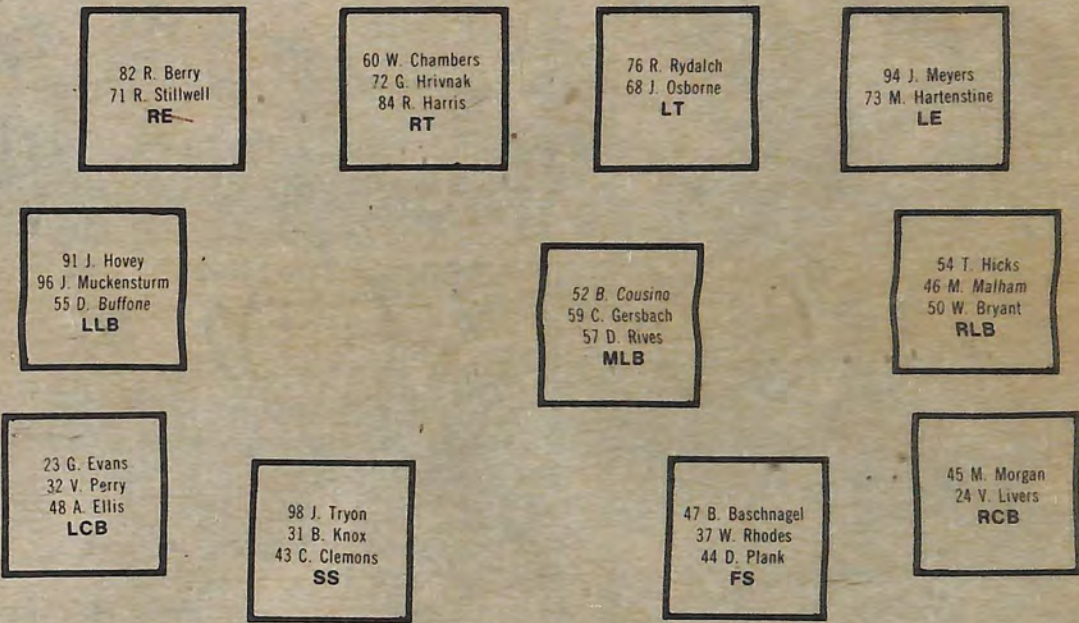 82 R. Berry
71 R. Stillwell
RE
60 W. Chambers
72 G. Hrivnak
84 R. Harris
RT
76 R. Rydalch
68 J. Osborne
LT
94 J. Meyers
73 M. Hartenstine
LE
91 J. Hovey
96 J. Muckensturm
55 D. Buffone
LLB
52 B. Cousino
59 C. Gersbach
57 D. Rives
MLB
54 T. Hicks
46 M. Malham
50 W. Bryant
RLB
23 G. Evans
32 V. Perry
48 A. Ellis
LCB
98 J. Tryon
31 B. Knox
43 C. Clemons
SS
47 B. Baschnagel
37 W. Rhodes
44 D. Plank
FS
45 M. Morgan
24 V. Livers
RCB